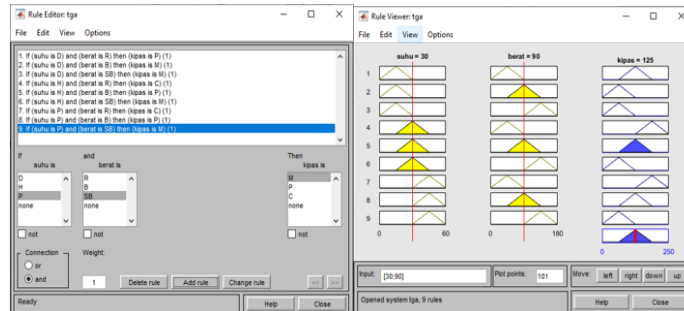 Rule Editor: tga
File Edit View Options
1. If (suhu is D) and (berat is R) then (kipas is P) (1)
2. If (suhu is D) and (berat is B) then (kipas is M) (1)
3. If (suhu is D) and (berat is SB) then (kipas is M) (1)
4. If (suhu is H) and (berat is R) then (kipas is C) (1)
5. If (suhu is H) and (berat is B) then (kipas is P) (1)
6. If (suhu is H) and (berat is SB) then (kipas is M) (1)
7. If (suhu is P) and (berat is R) then (kipas is C) (1)
8. If (suhu is P) and (berat is B) then (kipas is P) (1)
9. If (suhu is P) and (berat is SB) then (kipas is M) (1)
If and Then
suhu is berat is kipas is
D R M
H B P
P SB C
none none none
not not not
Connection Weight:
or
and 1 Delete rule Add rule Change rule << >>
Ready Help Close
Rule Viewer: tga
File Edit View Options
suhu = 30 berat = 90 kipas = 125
1
2
3
4
5
6
7
8
9
0 60 0 180
0 250
Input: [30;90] Plot points: 101 Move: left right down up
Opened system tga, 9 rules Help Close